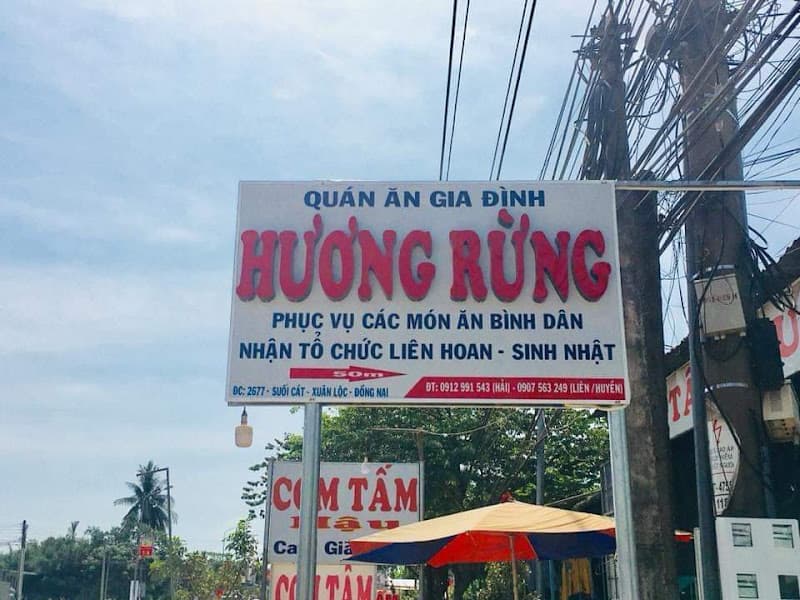 QUÁN ĂN GIA ĐÌNH
HƯƠNG RỪNG
PHỤC VỤ CÁC MÓN ĂN BÌNH DÂN
NHẬN TỔ CHỨC LIÊN HOAN - SINH NHẬT
50m
ĐC: 2677 - SUỐI CÁT - XUÂN LỘC - ĐỒNG NAI
ĐT: 0912 991 543 (HẢI) - 0907 563 249 (LIÊN / HUYỀN)
CƠM TẤM
Hậu
CƠM TẤM